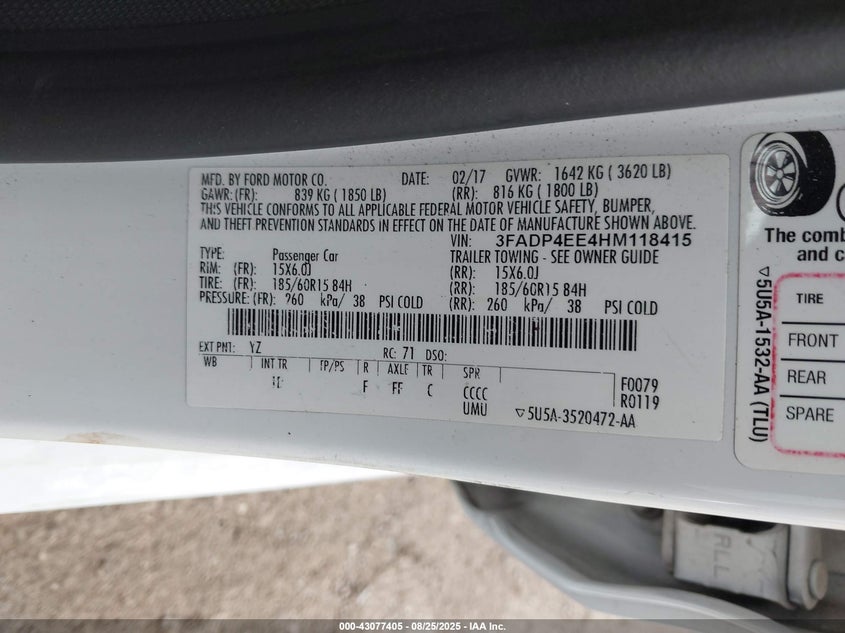 MFD. BY FORD MOTOR CO. DATE: 02/17 GVWR: 1642 KG ( 3620 LB)
GAWR: (FR): 839 KG ( 1850 LB) (RR): 816 KG ( 1800 LB)
THIS VEHICLE CONFORMS TO ALL APPLICABLE FEDERAL MOTOR VEHICLE SAFETY, BUMPER,
AND THEFT PREVENTION STANDARDS IN EFFECT ON THE DATE OF MANUFACTURE SHOWN ABOVE.
VIN: 3FADP4EE4HM118415
TYPE: Passenger Car TRAILER TOWING - SEE OWNER GUIDE
RIM: (FR): 15X6.0J (RR): 15X6.0J
TIRE: (FR): 185/60R15 84H (RR): 185/60R15 84H
PRESSURE: (FR): 260 kPa/ 38 PSI COLD (RR): 260 kPa/ 38 PSI COLD
EXT PNT: YZ RC: 71 DSO:
WB INT TR TP/PS R AXLE TR SPR
F FF C CCCC
UMU
F0079
R0119
▽5U5A-3520472-AA
The comb
and c
TIRE
FRONT
REAR
SPARE
▽5U5A-1532-AA (TLU)
RLL
000-43077405 - 08/25/2025 - IAA Inc.